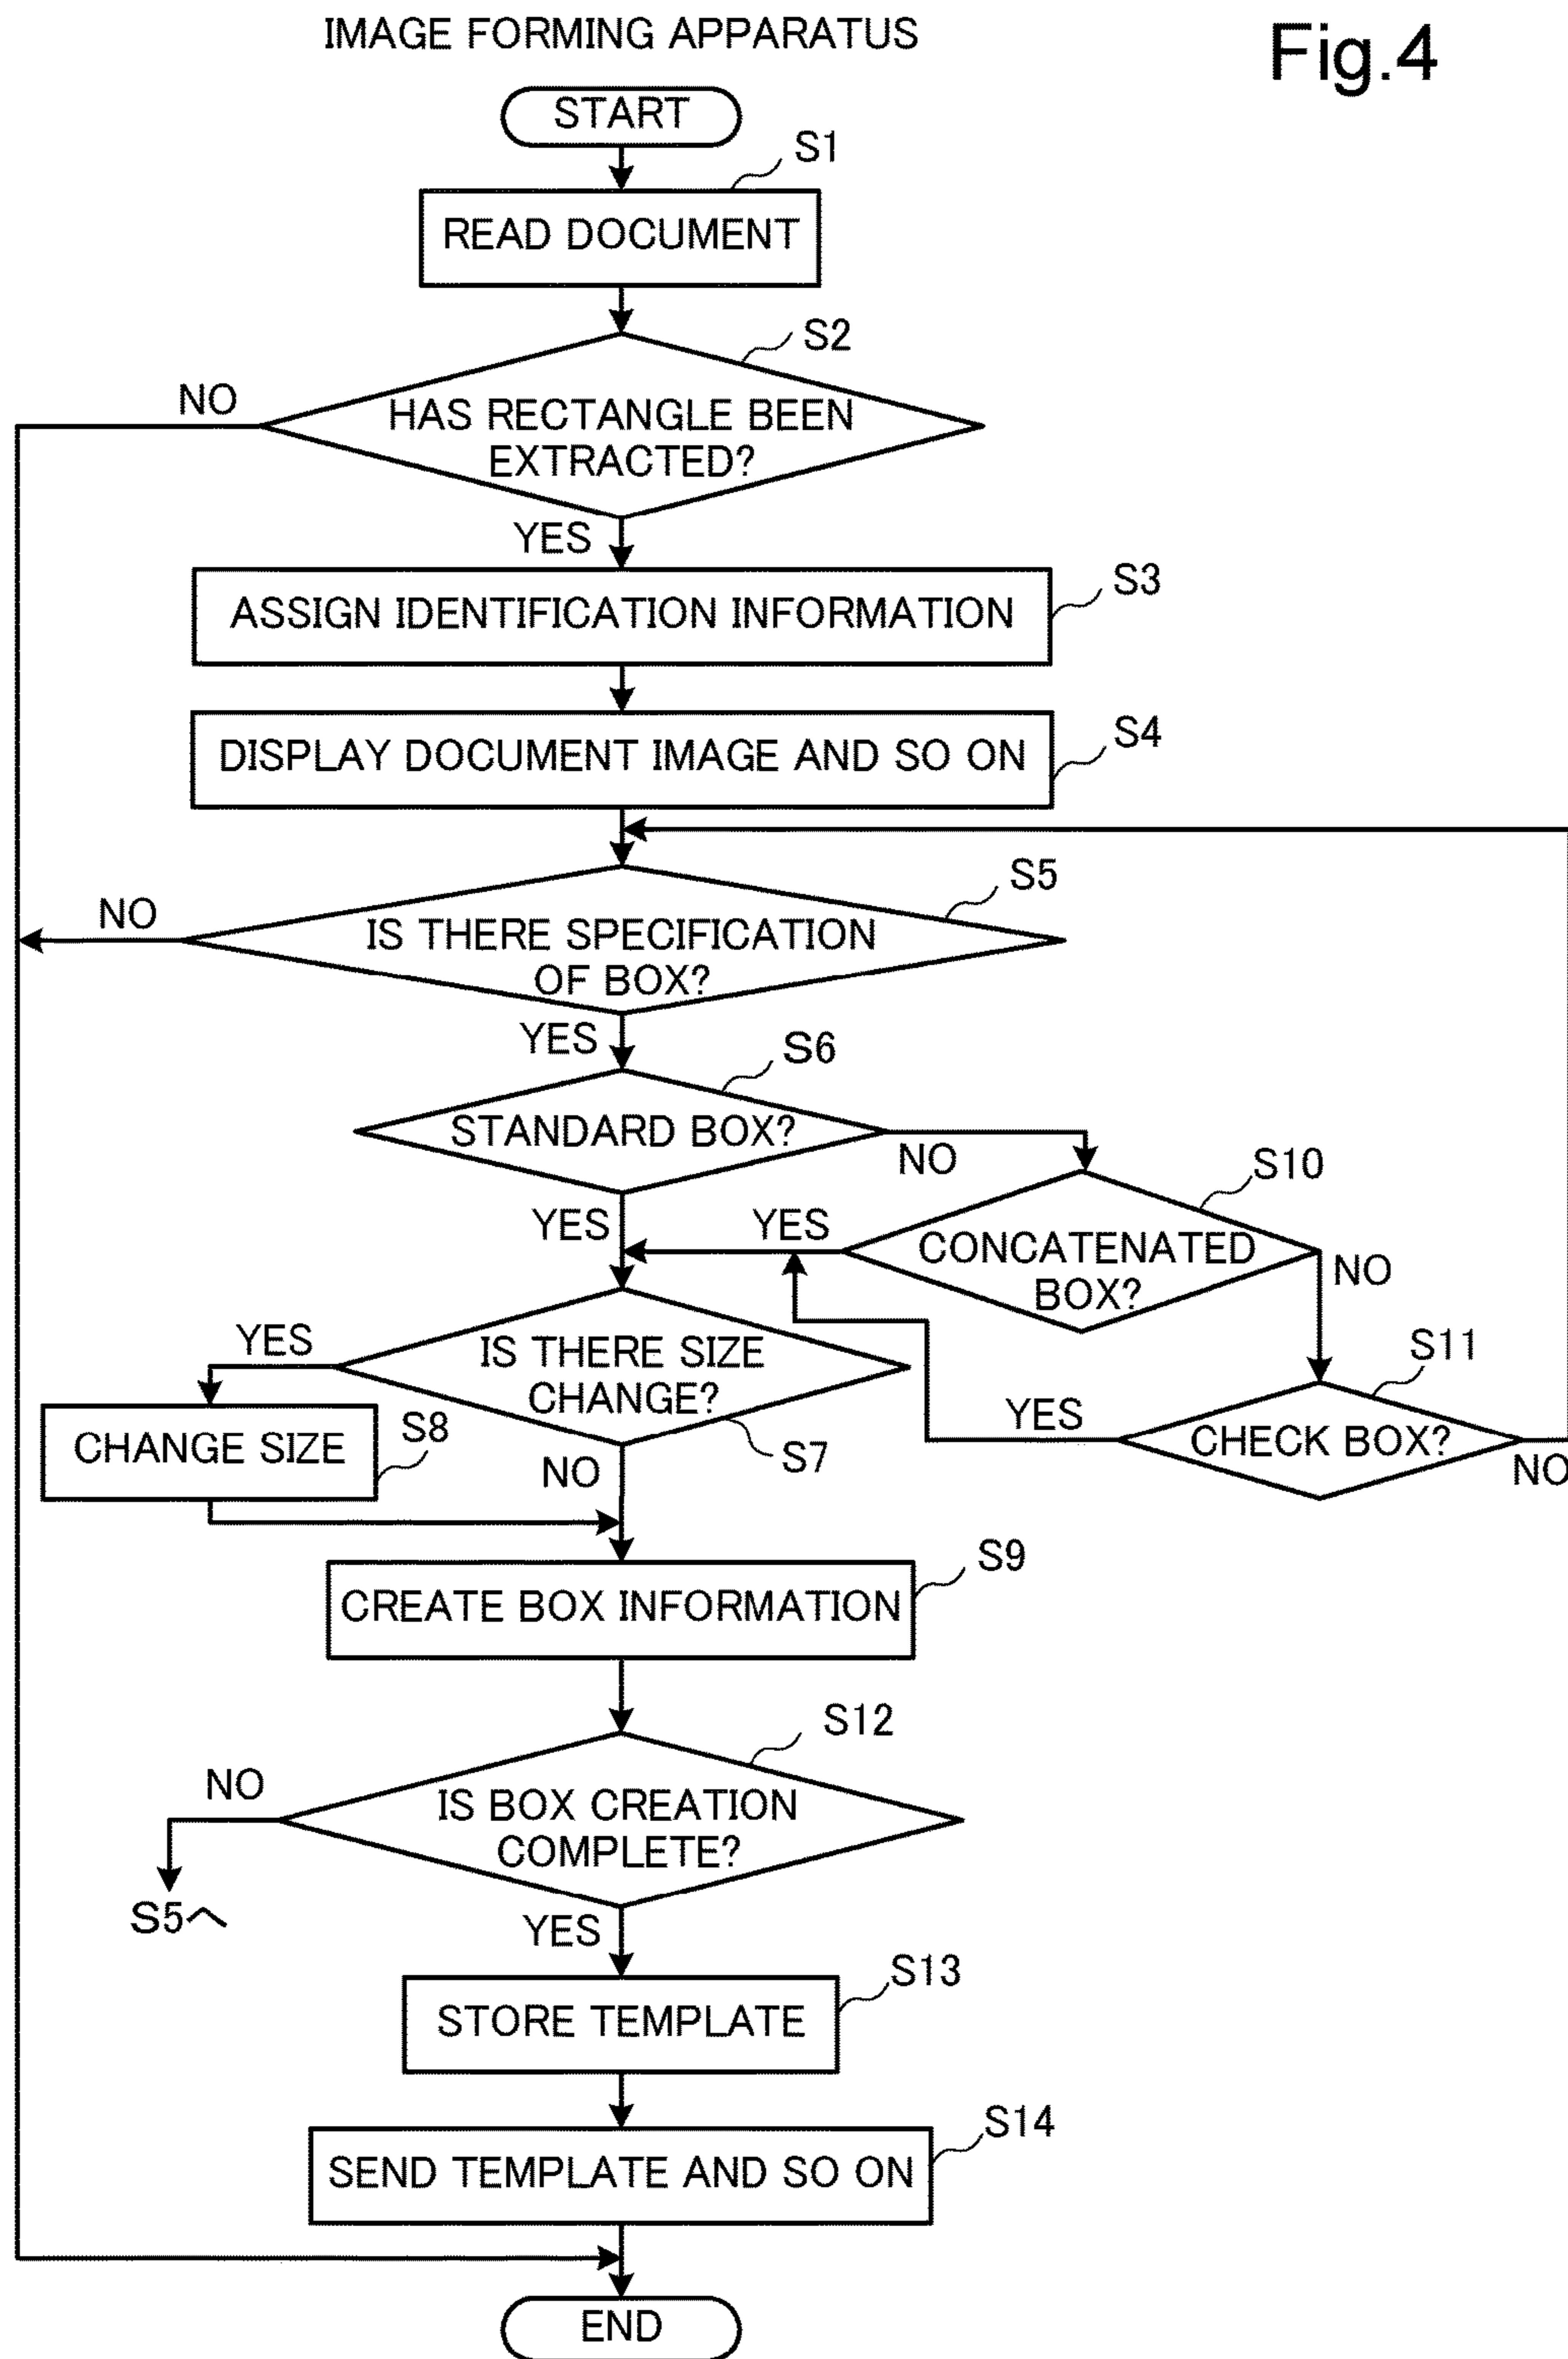 IMAGE FORMING APPARATUS
Fig.4
START
S1
READ DOCUMENT
S2
NO
HAS RECTANGLE BEEN
EXTRACTED?
YES
S3
ASSIGN IDENTIFICATION INFORMATION
S4
DISPLAY DOCUMENT IMAGE AND SO ON
S5
NO
IS THERE SPECIFICATION
OF BOX?
YES
S6
STANDARD BOX?
NO
S10
YES
YES
CONCATENATED
BOX?
NO
YES
IS THERE SIZE
CHANGE?
S11
S8
CHANGE SIZE
S7
NO
YES
CHECK BOX?
NO
S9
CREATE BOX INFORMATION
S12
NO
IS BOX CREATION
COMPLETE?
S5へ
YES
S13
STORE TEMPLATE
S14
SEND TEMPLATE AND SO ON
END